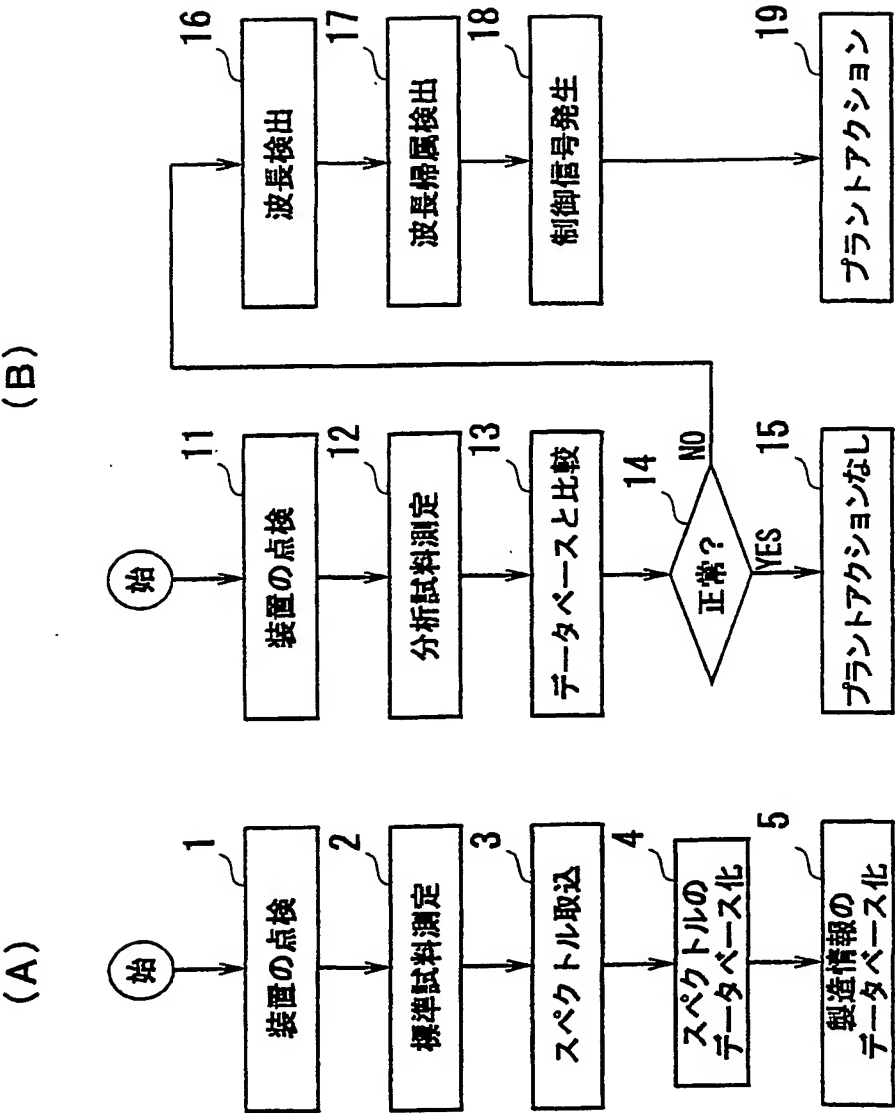 (A)
始
装置の点検
1
標準試料測定
2
スペクトル取込
3
スペクトルの
データベース化
4
製造情報の
データベース化
5
(B)
始
装置の点検
11
分析試料測定
12
データベースと比較
13
正常?
14
NO
YES
プラントアクションなし
15
波長検出
16
波長帰属検出
17
制御信号発生
18
プラントアクション
19